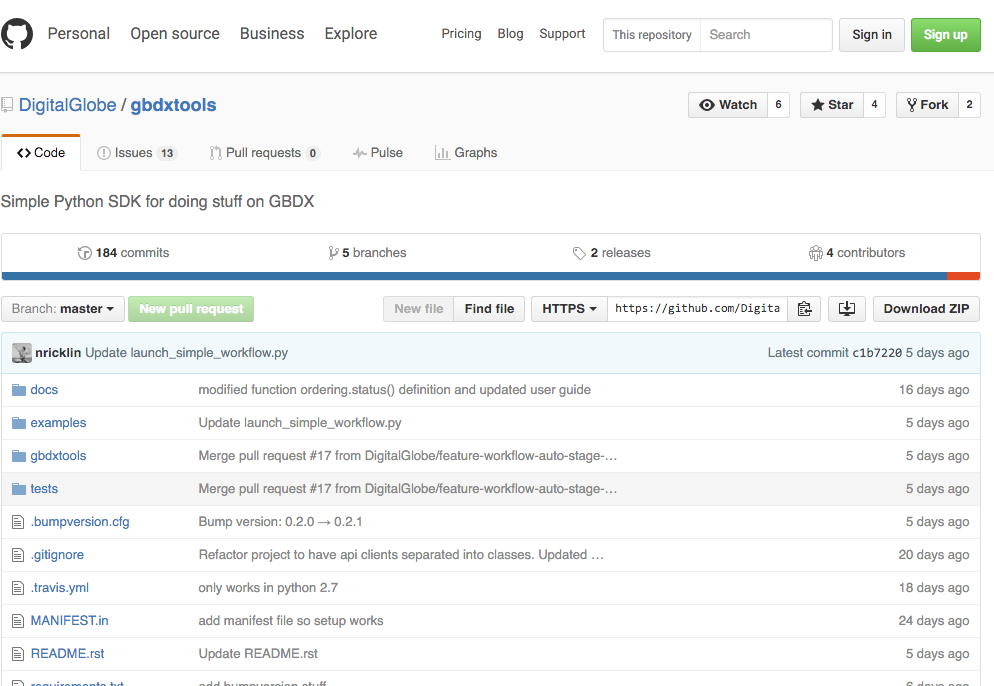 Personal Open source Business Explore Pricing Blog Support This repository Search Sign in Sign up
DigitalGlobe / gbdxtools Watch 6 Star 4 Fork 2
Code Issues 13 Pull requests 0 Pulse Graphs
Simple Python SDK for doing stuff on GBDX
184 commits 5 branches 2 releases 4 contributors
Branch: master New pull request New file Find file HTTPS https://github.com/Digita Download ZIP
nricklin Update launch_simple_workflow.py Latest commit c1b7220 5 days ago
docs modified function ordering.status() definition and updated user guide 16 days ago
examples Update launch_simple_workflow.py 5 days ago
gbdxtools Merge pull request #17 from DigitalGlobe/feature-workflow-auto-stage-… 5 days ago
tests Merge pull request #17 from DigitalGlobe/feature-workflow-auto-stage-… 5 days ago
.bumpversion.cfg Bump version: 0.2.0 → 0.2.1 5 days ago
.gitignore Refactor project to have api clients separated into classes. Updated … 20 days ago
.travis.yml only works in python 2.7 18 days ago
MANIFEST.in add manifest file so setup works 24 days ago
README.rst Update README.rst 5 days ago
requirements.txt add bumpversion stuff 6 days ago